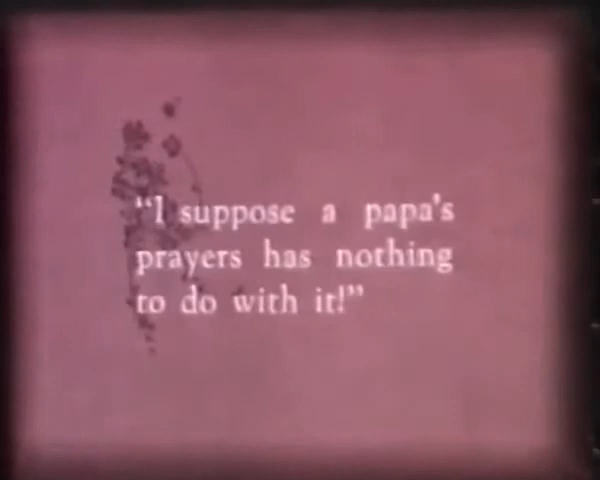 “I suppose a papa's
prayers has nothing
to do with it!”